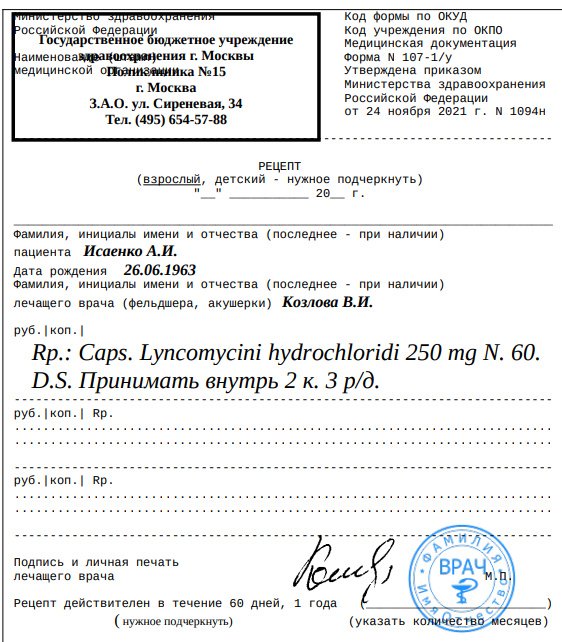 Министерство здравоохранения
Российской Федерации
Государственное бюджетное учреждение
здравоохранения г. Москвы
Наименование (штамп)
медицинской организации
Поликлиника №15
г. Москва
З.А.О. ул. Сиреневая, 34
Тел. (495) 654-57-88
Код формы по ОКУД
Код учреждения по ОКПО
Медицинская документация
Форма N 107-1/у
Утверждена приказом
Министерства здравоохранения
Российской Федерации
от 24 ноября 2021 г. N 1094н
РЕЦЕПТ
(взрослый, детский - нужное подчеркнуть)
"__" ___________ 20__ г.
Фамилия, инициалы имени и отчества (последнее - при наличии)
пациента Исаенко А.И.
Дата рождения 26.06.1963
Фамилия, инициалы имени и отчества (последнее - при наличии)
лечащего врача (фельдшера, акушерки) Козлова В.И.
руб.|коп.|
Rp.: Caps. Lyncomycini hydrochloridi 250 mg N. 60.
D.S. Принимать внутрь 2 к. 3 р/д.
руб.|коп.| Rp.
руб.|коп.| Rp.
Подпись и личная печать
лечащего врача
М.П.
ФАМИЛИЯ
ВРАЧ
Имя Отчество
Рецепт действителен в течение 60 дней, 1 года (_________________________)
( нужное подчеркнуть)
(указать количество месяцев)